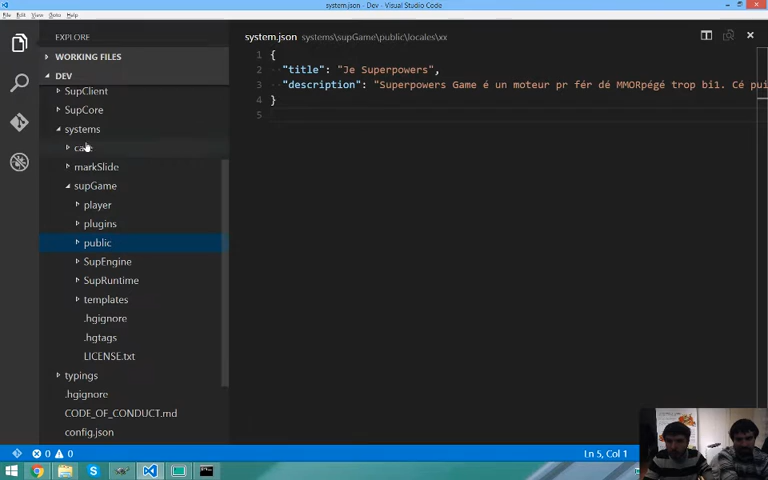 system.json - Dev - Visual Studio Code
File Edit View Goto Help
EXPLORE
WORKING FILES
DEV
SupClient
SupCore
systems
markSlide
supGame
player
plugins
public
SupEngine
SupRuntime
templates
.hgignore
.hgtags
LICENSE.txt
typings
.hgignore
CODE_OF_CONDUCT.md
config.json
system.json systems\supGame\public\locales\xx
1 {
2 "title": "Je Superpowers",
3 "description": "Superpowers Game é un moteur pr fér dé MMORpégé trop bi1. Cé pui
4 }
5
0 0
Ln 5, Col 1